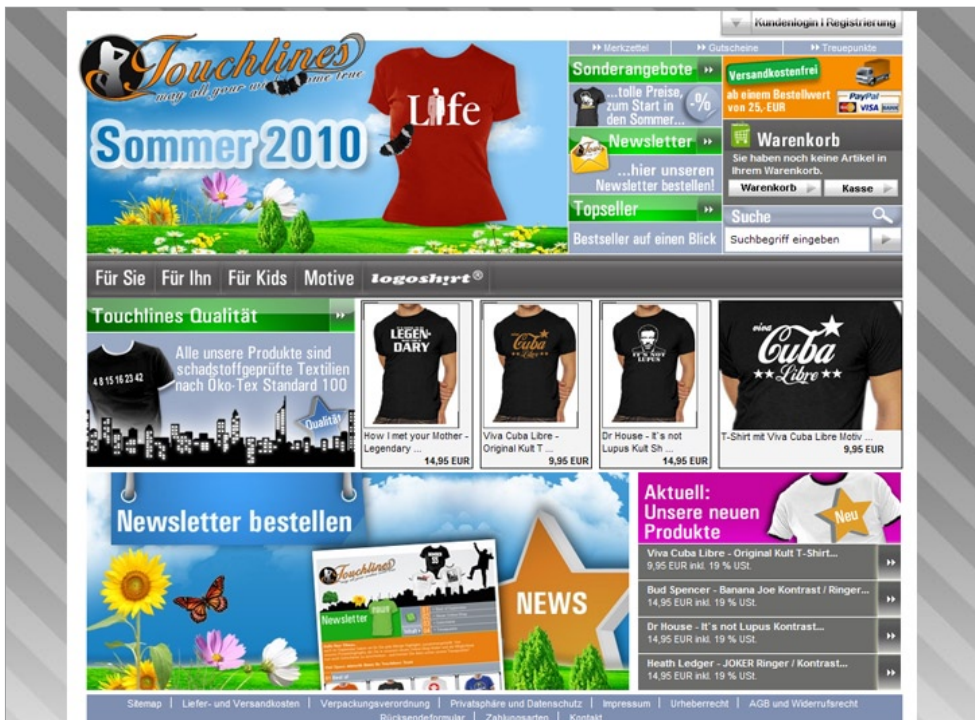 Kundenlogin | Registrierung
Touchlines
may all your
Merkzettel
Gutscheine
Treuepunkte
Sommer 2010
Life
Sonderangebote
...tolle Preise,
zum Start in
den Sommer...
-%
Newsletter
...hier unseren
Newsletter bestellen!
Topseller
Bestseller auf einen Blick
Versandkostenfrei
ab einem Bestellwert
von 25,-EUR
PayPal
VISA
Warenkorb
Sie haben noch keine Artikel in
Ihrem Warenkorb.
Warenkorb
Kasse
Suche
Suchbegriff eingeben
Für Sie
Für Ihn
Für Kids
Motive
logoshirt®
Touchlines Qualität
Alle unsere Produkte sind
schadstoffgeprüfte Textilien
nach Öko-Tex Standard 100
4 8 15 16 23 42
Qualität
LEGEN-
DARY
How I met your Mother -
Legendary ...
14,95 EUR
Cuba
Libre
Viva Cuba Libre -
Original Kult T ...
9,95 EUR
IT'S NOT
LUPUS
Dr House - It´s not
Lupus Kult Sh ...
14,95 EUR
viva
Cuba
Libre
T-Shirt mit Viva Cuba Libre Motiv ...
9,95 EUR
Newsletter bestellen
Touchlines
Newsletter
NEWS
Aktuell:
Unsere neuen
Produkte
Neu
Viva Cuba Libre - Original Kult T-Shirt...
9,95 EUR inkl. 19 % USt.
Bud Spencer - Banana Joe Kontrast / Ringer...
14,95 EUR inkl. 19 % USt.
Dr House - It´s not Lupus Kontrast...
14,95 EUR inkl. 19 % USt.
Heath Ledger - JOKER Ringer / Kontrast...
14,95 EUR inkl. 19 % USt.
Sitemap | Liefer- und Versandkosten | Verpackungsverordnung | Privatsphäre und Datenschutz | Impressum | Urheberrecht | AGB und Widerrufsrecht
Rücksendeformular | Zahlungsarten | Kontakt